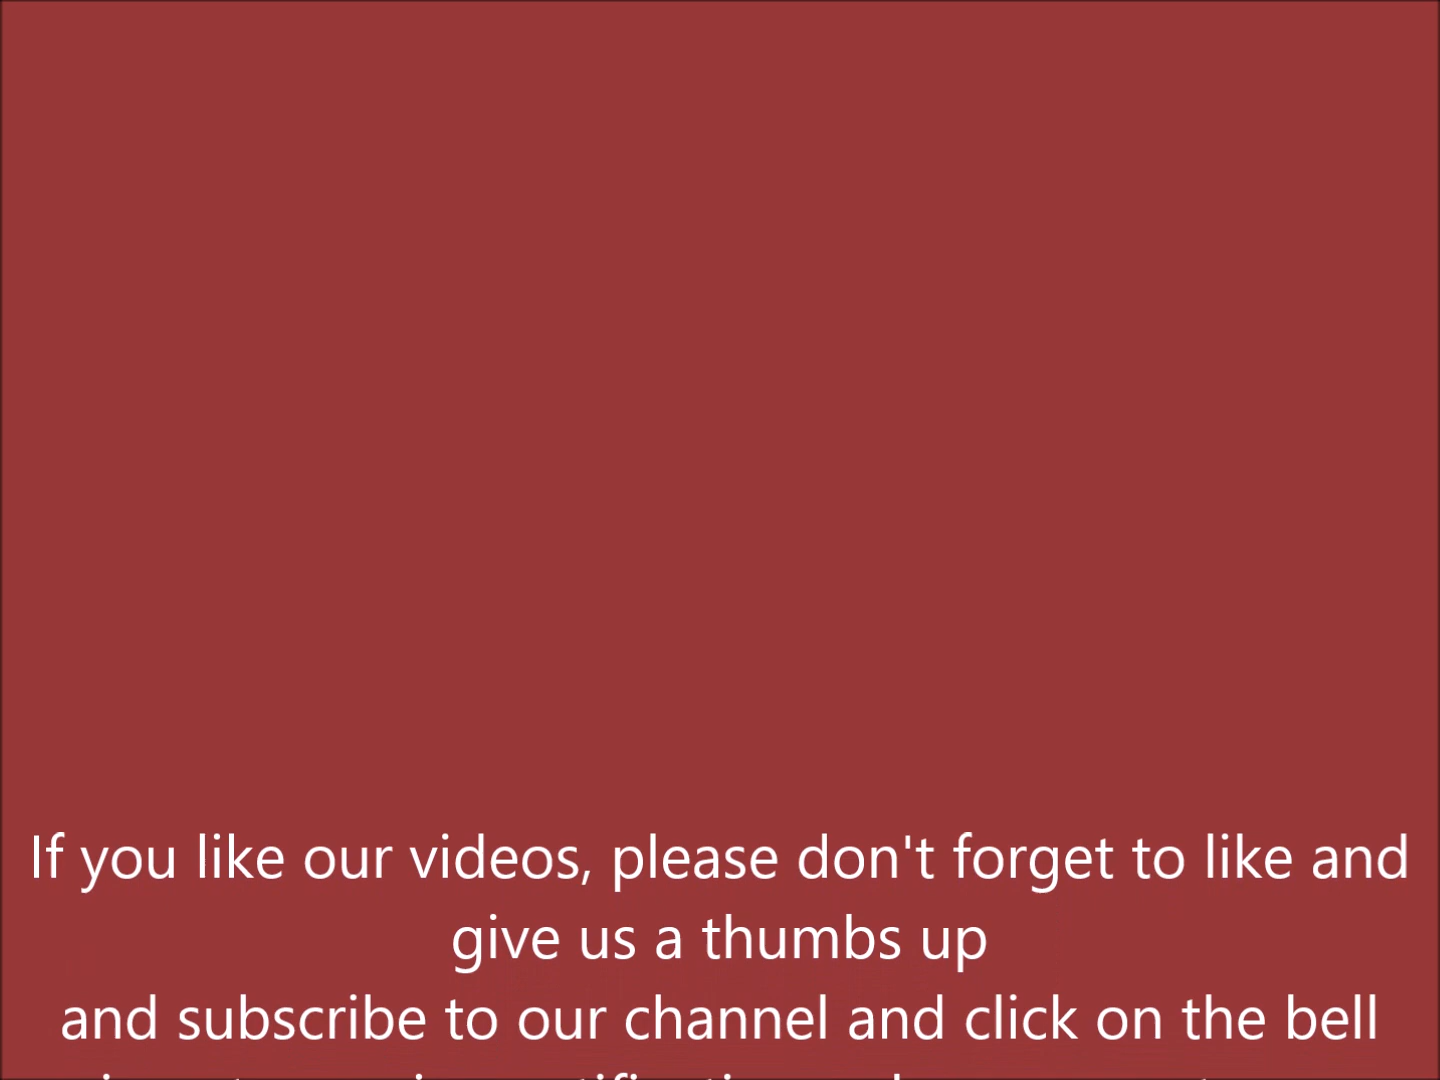 If you like our videos, please don't forget to like and
give us a thumbs up
and subscribe to our channel and click on the bell